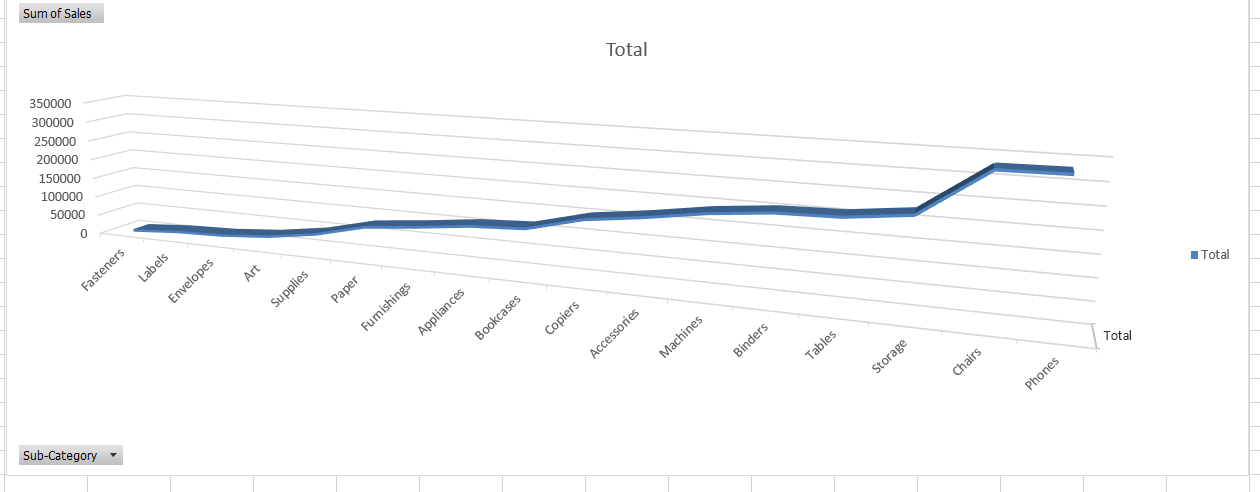 Sum of Sales
Total
350000
300000
250000
200000
150000
100000
50000
0
Fasteners
Labels
Envelopes
Art
Supplies
Paper
Furnishings
Appliances
Bookcases
Copiers
Accessories
Machines
Binders
Tables
Storage
Chairs
Phones
Total
Total
Sub-Category